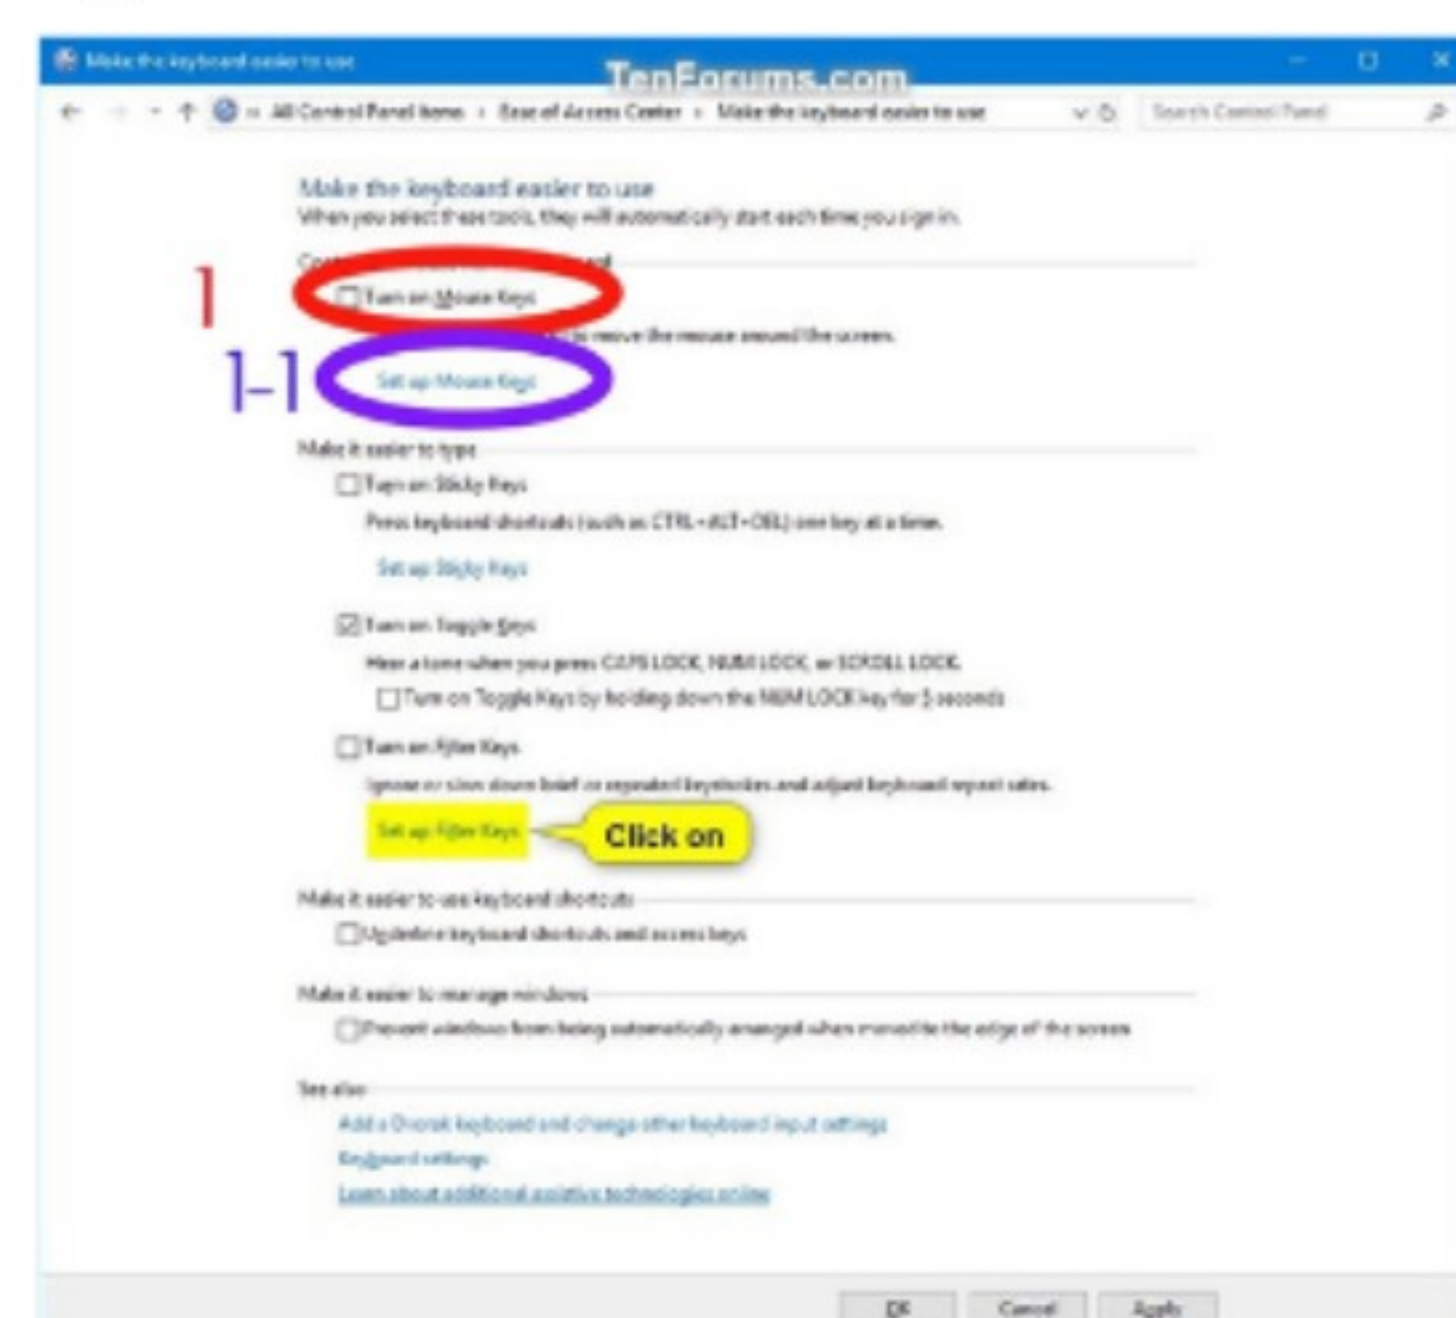 Make the keyboard easier to use
TenForums.com
All Control Panel Items › Ease of Access Center › Make the keyboard easier to use
Search Control Panel
Make the keyboard easier to use
When you select these tools, they will automatically start each time you sign in.
1
Turn on Mouse Keys
to move the mouse around the screen.
1-1
Set up Mouse Keys
Make it easier to type
Turn on Sticky Keys
Press keyboard shortcuts (such as CTRL+ALT+DEL) one key at a time.
Set up Sticky Keys
Turn on Toggle Keys
Hear a tone when you press CAPS LOCK, NUM LOCK, or SCROLL LOCK.
Turn on Toggle Keys by holding down the NUM LOCK key for 5 seconds
Turn on Filter Keys
Ignore or slow down brief or repeated keystrokes and adjust keyboard repeat rates.
Set up Filter Keys
Click on
Make it easier to use keyboard shortcuts
Underline keyboard shortcuts and access keys
Make it easier to manage windows
Prevent windows from being automatically arranged when moved to the edge of the screen
See also
Add a Dvorak keyboard and change other keyboard input settings
Keyboard settings
Learn about additional assistive technologies online
OK Cancel Apply